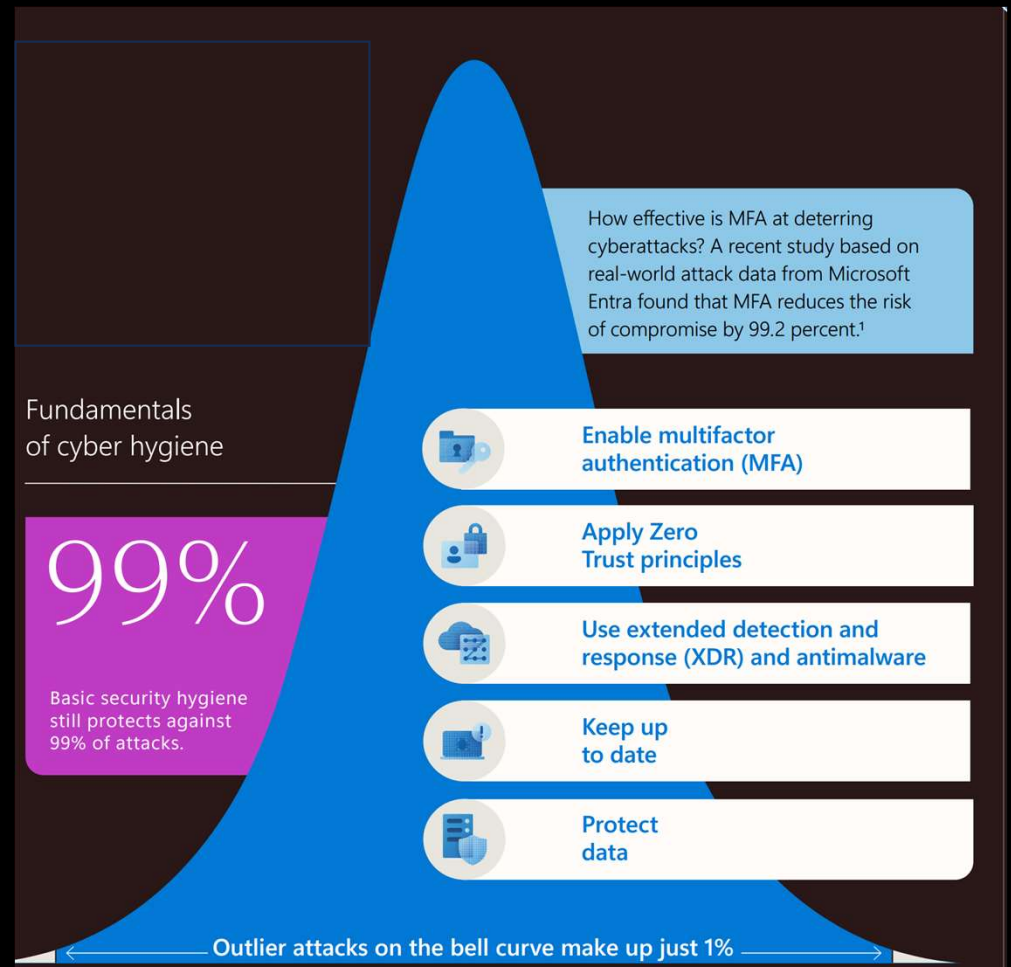 How effective is MFA at deterring
cyberattacks? A recent study based on
real-world attack data from Microsoft
Entra found that MFA reduces the risk
of compromise by 99.2 percent.¹
Fundamentals
of cyber hygiene
99%
Basic security hygiene
still protects against
99% of attacks.
Enable multifactor
authentication (MFA)
Apply Zero
Trust principles
Use extended detection and
response (XDR) and antimalware
Keep up
to date
Protect
data
Outlier attacks on the bell curve make up just 1%